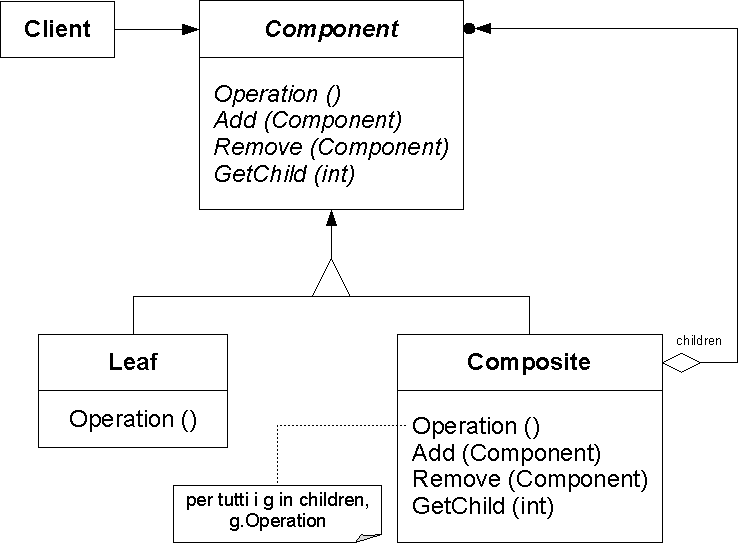 Client
Component
Operation ()
Add (Component)
Remove (Component)
GetChild (int)
children
Leaf
Operation ()
Composite
Operation ()
Add (Component)
Remove (Component)
GetChild (int)
per tutti i g in children,
g.Operation